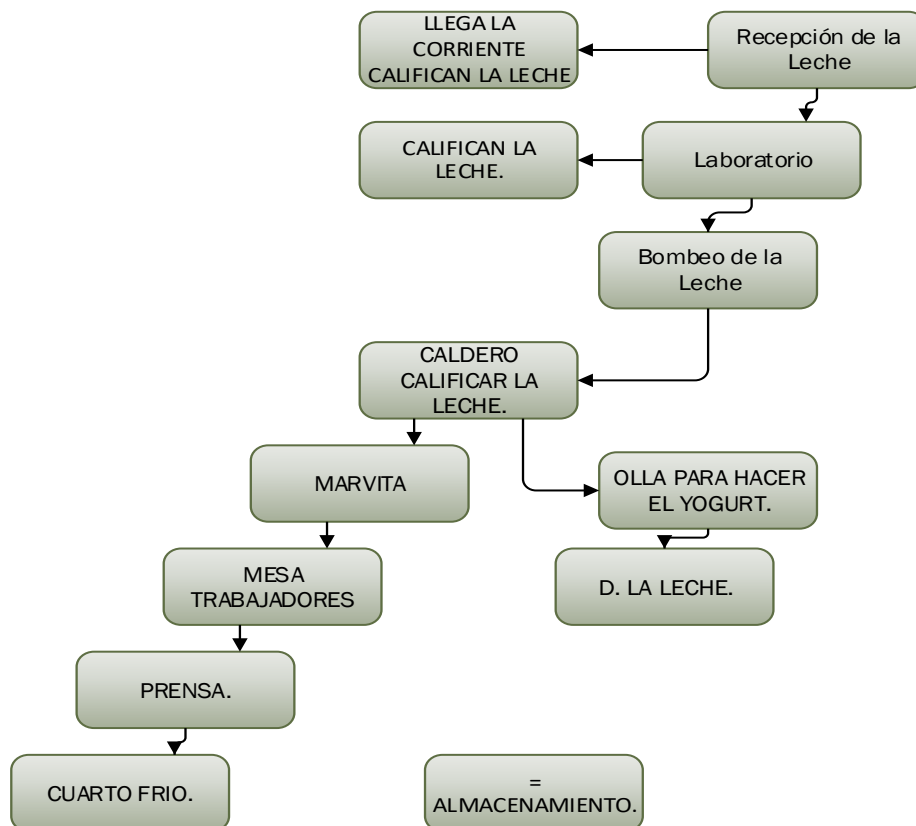 LLEGA LA
CORRIENTE
CALIFICAN LA LECHE
Recepción de la
Leche
CALIFICAN LA
LECHE.
Laboratorio
Bombeo de la
Leche
CALDERO
CALIFICAR LA
LECHE.
MARVITA
OLLA PARA HACER
EL YOGURT.
MESA
TRABAJADORES
D. LA LECHE.
PRENSA.
CUARTO FRIO.
=
ALMACENAMIENTO.